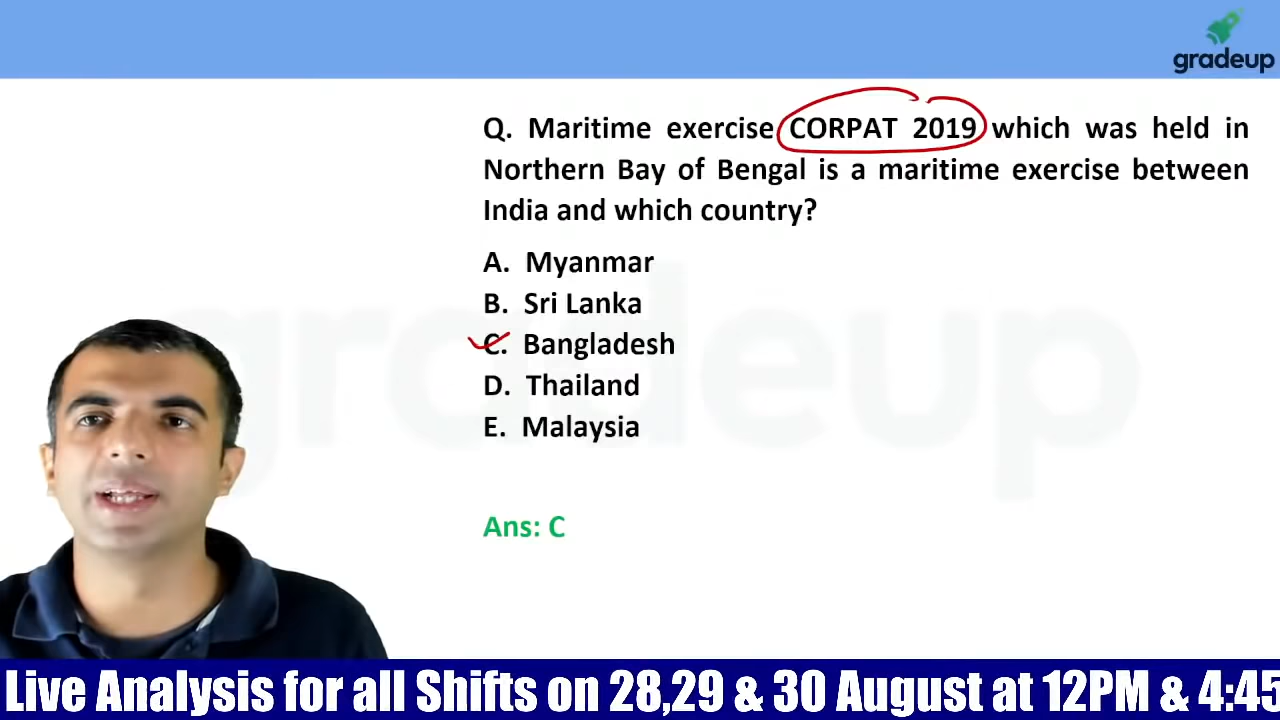 gradeup
Q. Maritime exercise CORPAT 2019 which was held in
Northern Bay of Bengal is a maritime exercise between
India and which country?
A. Myanmar
B. Sri Lanka
C. Bangladesh
D. Thailand
E. Malaysia
gradeup
Ans: C
Live Analysis for all Shifts on 28,29 & 30 August at 12PM & 4:45